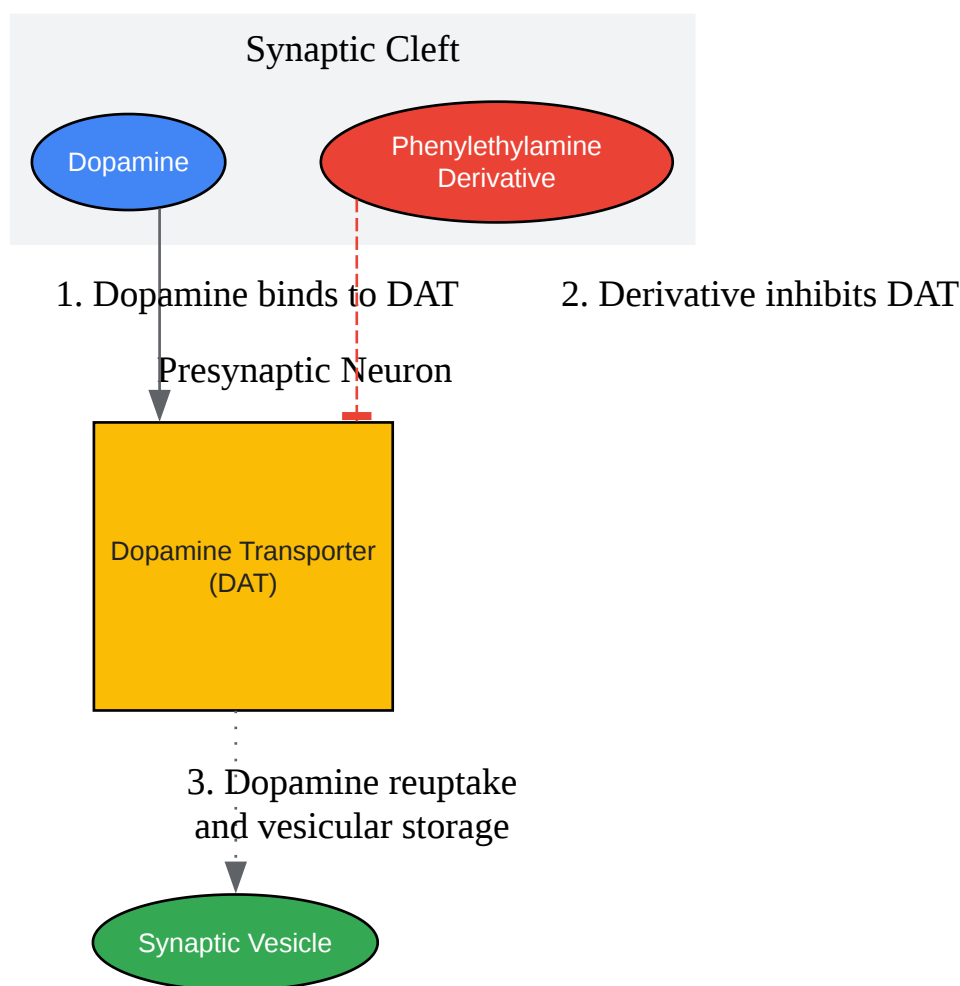 Synaptic Cleft
Dopamine
Phenylethylamine
Derivative
1. Dopamine binds to DAT
2. Derivative inhibits DAT
Presynaptic Neuron
Dopamine Transporter
(DAT)
3. Dopamine reuptake
and vesicular storage
Synaptic Vesicle